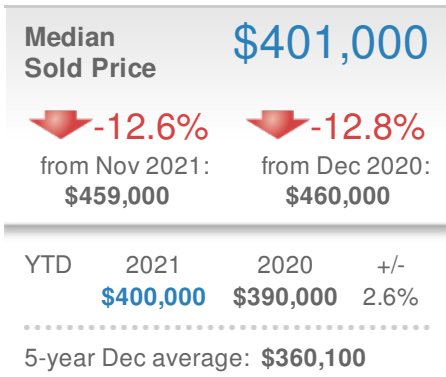 Median $401,000
Sold Price
-12.6% -12.8%
from Nov 2021: from Dec 2020:
$459,000 $460,000
YTD 2021 2020 +/-
$400,000 $390,000 2.6%
5-year Dec average: $360,100